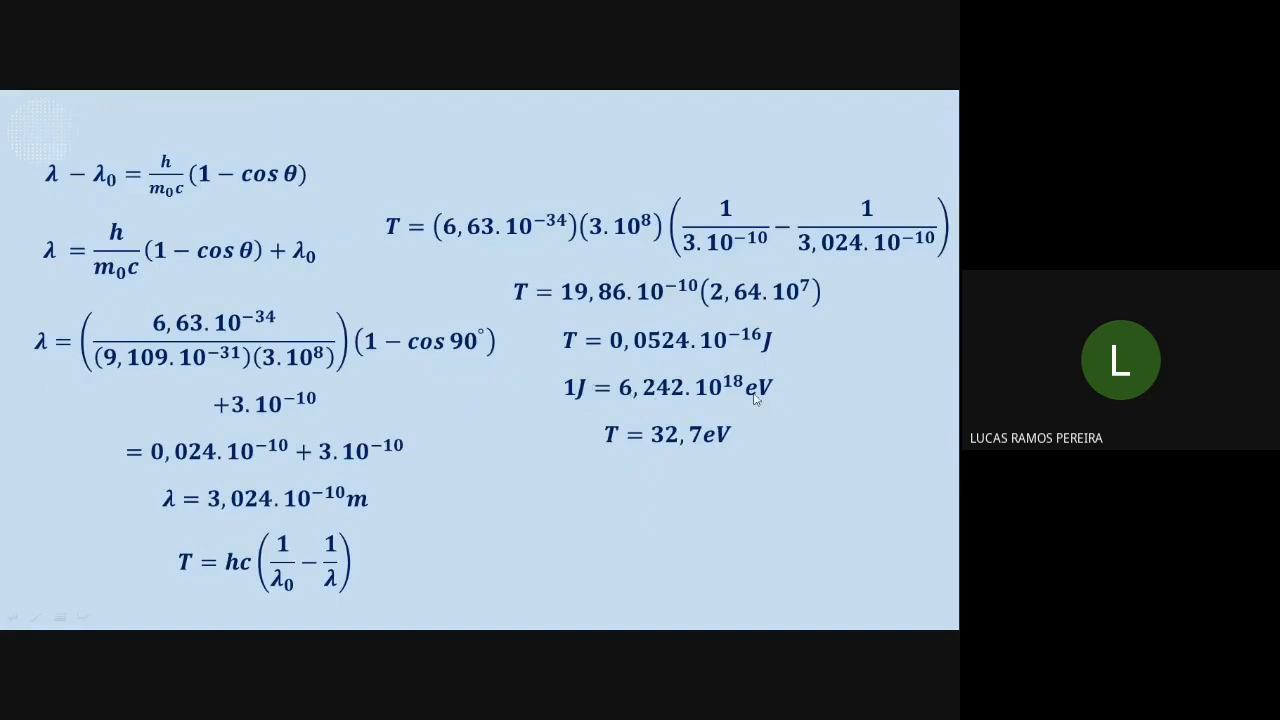 λ − λ₀ = h/(m₀c) (1 − cos θ)
λ = h/(m₀c) (1 − cos θ) + λ₀
λ = (6,63.10⁻³⁴/((9,109.10⁻³¹)(3.10⁸))) (1 − cos 90°)
+3.10⁻¹⁰
= 0,024.10⁻¹⁰ + 3.10⁻¹⁰
λ = 3,024.10⁻¹⁰m
T = hc (1/λ₀ − 1/λ)
T = (6,63.10⁻³⁴)(3.10⁸) (1/(3.10⁻¹⁰) − 1/(3,024.10⁻¹⁰))
T = 19,86.10⁻¹⁰(2,64.10⁷)
T = 0,0524.10⁻¹⁶J
1J = 6,242.10¹⁸eV
T = 32,7eV
L
LUCAS RAMOS PEREIRA